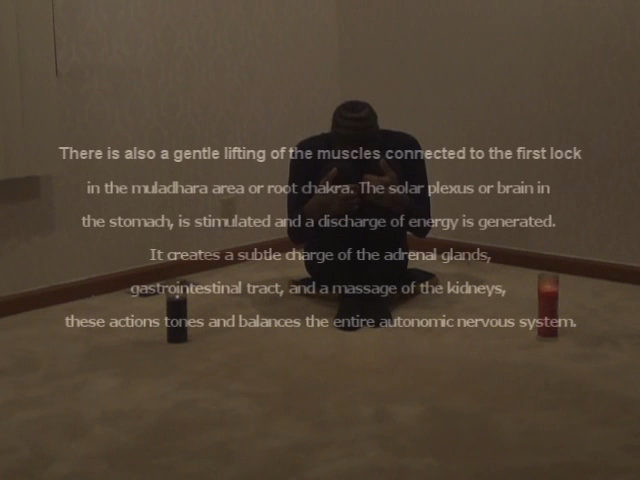 There is also a gentle lifting of the muscles connected to the first lock
in the muladhara area or root chakra. The solar plexus or brain in
the stomach, is stimulated and a discharge of energy is generated.
It creates a subtle charge of the adrenal glands,
gastrointestinal tract, and a massage of the kidneys,
these actions tones and balances the entire autonomic nervous system.